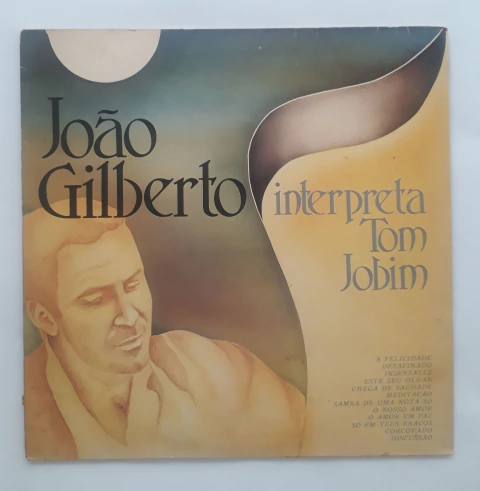 João
Gilberto
interpreta
Tom
Jobim
A FELICIDADE
DESAFINADO
INSENSATEZ
ESTE SEU OLHAR
CHEGA DE SAUDADE
MEDITAÇÃO
SAMBA DE UMA NOTA SÓ
O NOSSO AMOR
O AMOR EM PAZ
SÓ EM TEUS BRAÇOS
CORCOVADO
DISCUSSÃO